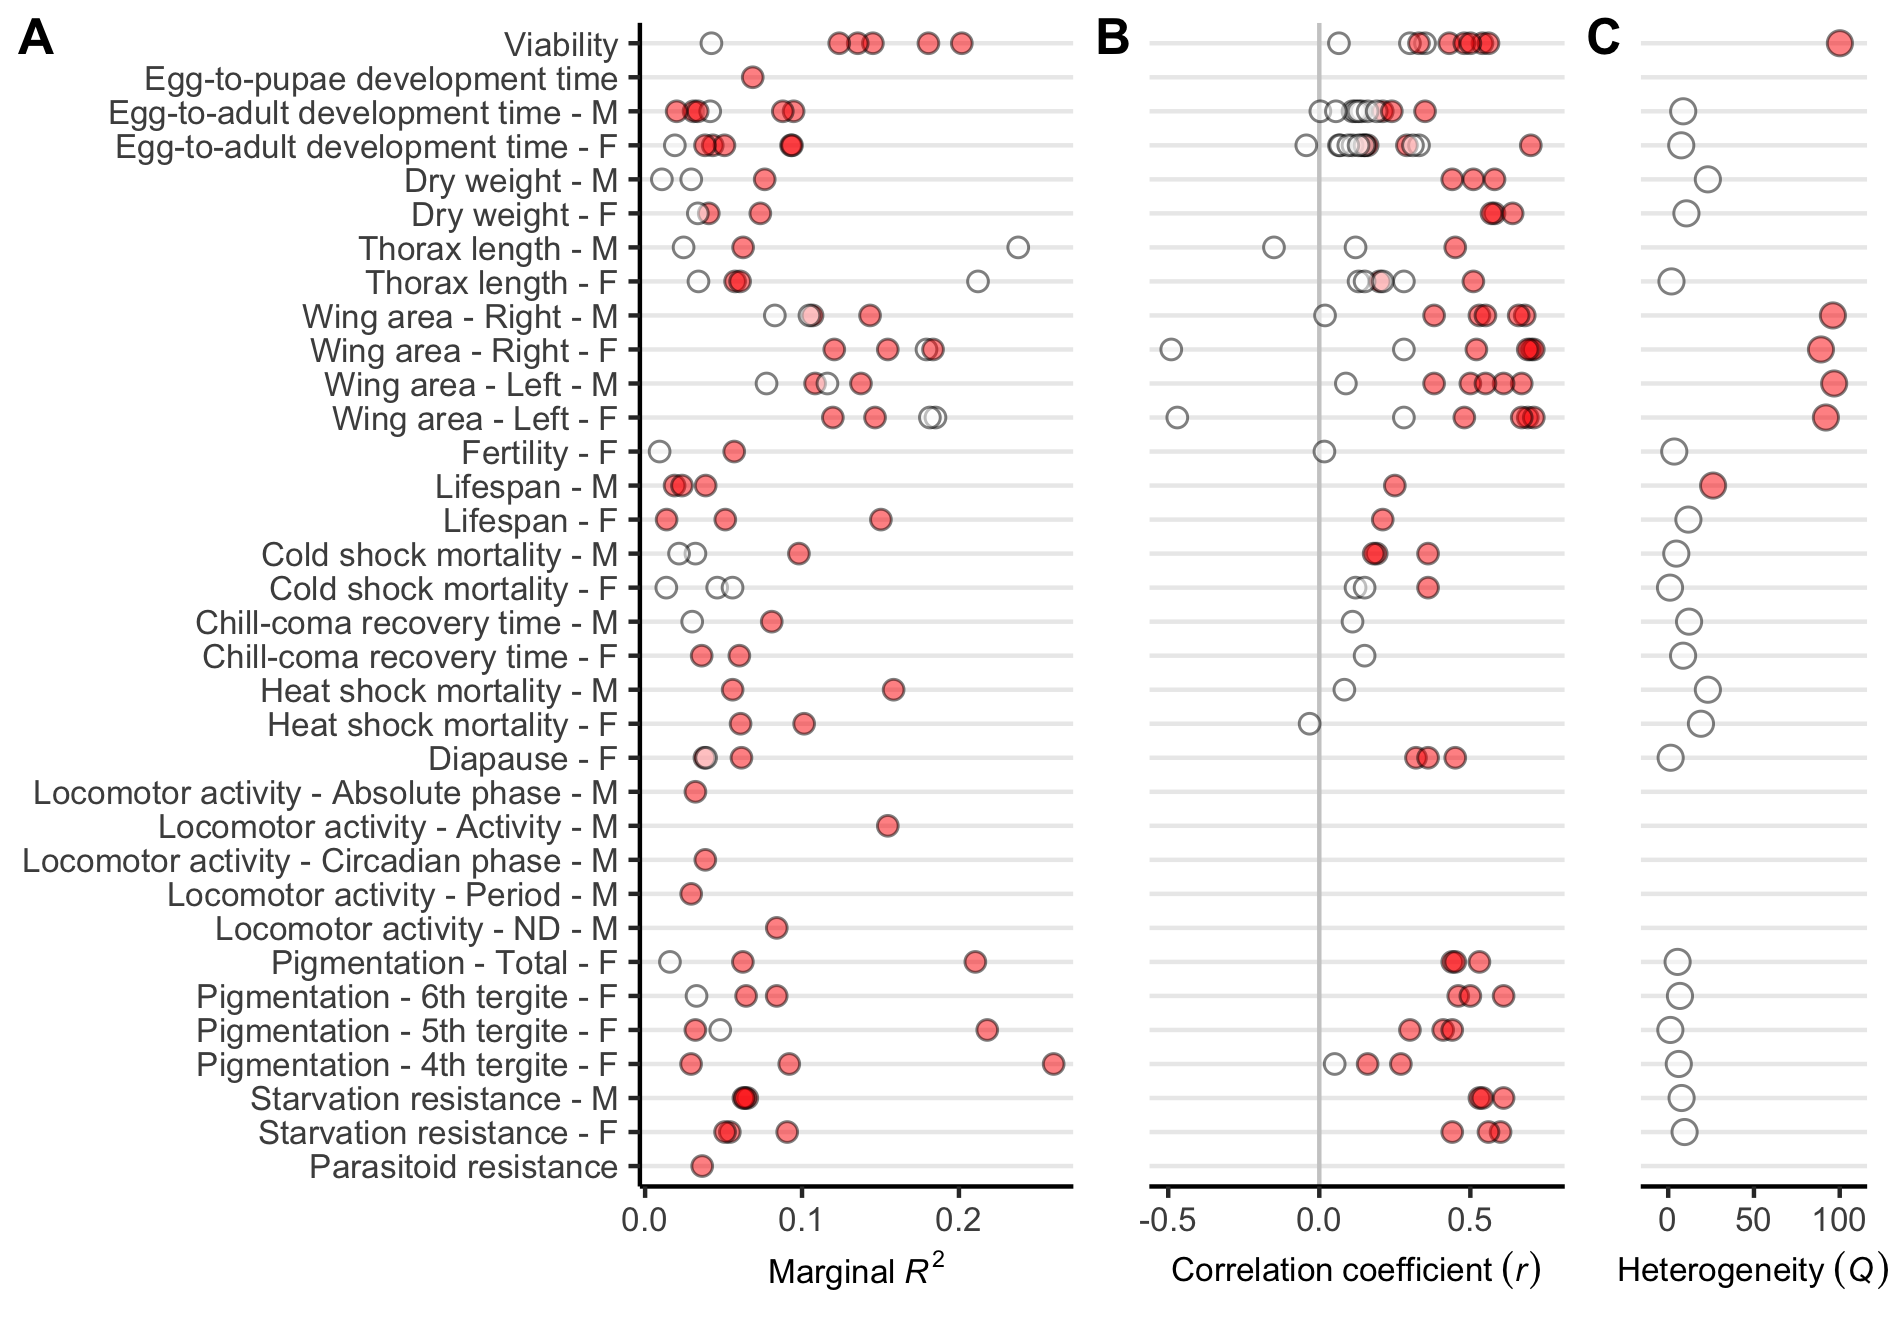 A
B
C
Viability
Egg-to-pupae development time
Egg-to-adult development time - M
Egg-to-adult development time - F
Dry weight - M
Dry weight - F
Thorax length - M
Thorax length - F
Wing area - Right - M
Wing area - Right - F
Wing area - Left - M
Wing area - Left - F
Fertility - F
Lifespan - M
Lifespan - F
Cold shock mortality - M
Cold shock mortality - F
Chill-coma recovery time - M
Chill-coma recovery time - F
Heat shock mortality - M
Heat shock mortality - F
Diapause - F
Locomotor activity - Absolute phase - M
Locomotor activity - Activity - M
Locomotor activity - Circadian phase - M
Locomotor activity - Period - M
Locomotor activity - ND - M
Pigmentation - Total - F
Pigmentation - 6th tergite - F
Pigmentation - 5th tergite - F
Pigmentation - 4th tergite - F
Starvation resistance - M
Starvation resistance - F
Parasitoid resistance
0.0 0.1 0.2
Marginal R²
-0.5 0.0 0.5
Correlation coefficient (r)
0 50 100
Heterogeneity (Q)